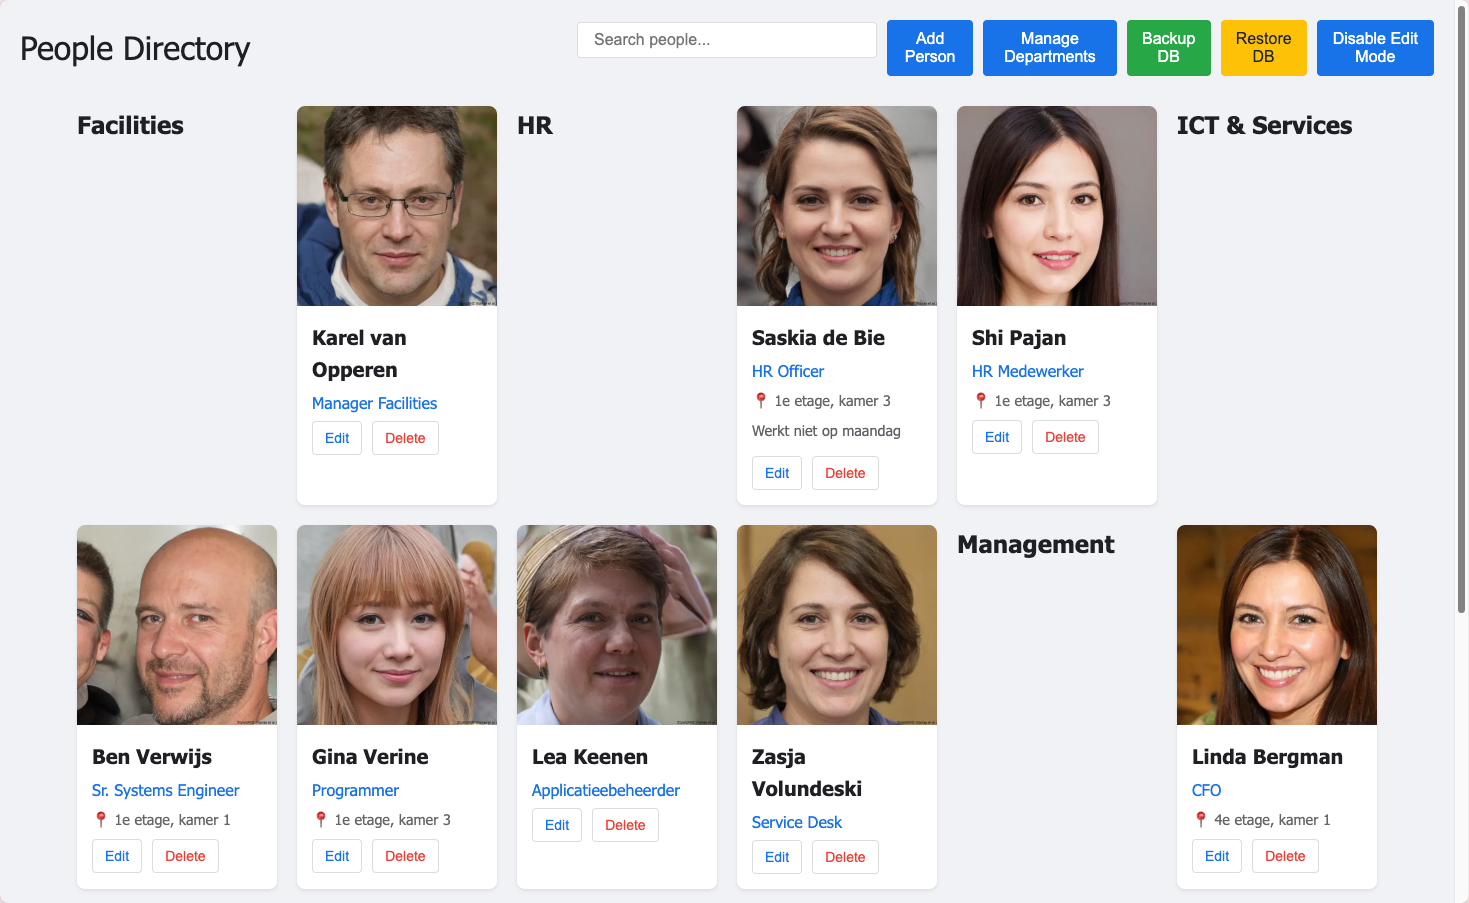 People Directory
Search people...
Add
Person
Manage
Departments
Backup
DB
Restore
DB
Disable Edit
Mode
Facilities
HR
ICT & Services
Karel van
Opperen
Manager Facilities
Edit Delete
Saskia de Bie
HR Officer
1e etage, kamer 3
Werkt niet op maandag
Edit Delete
Shi Pajan
HR Medewerker
1e etage, kamer 3
Edit Delete
Management
Ben Verwijs
Sr. Systems Engineer
1e etage, kamer 1
Edit Delete
Gina Verine
Programmer
1e etage, kamer 3
Edit Delete
Lea Keenen
Applicatieebeheerder
Edit Delete
Zasja
Volundeski
Service Desk
Edit Delete
Linda Bergman
CFO
4e etage, kamer 1
Edit Delete